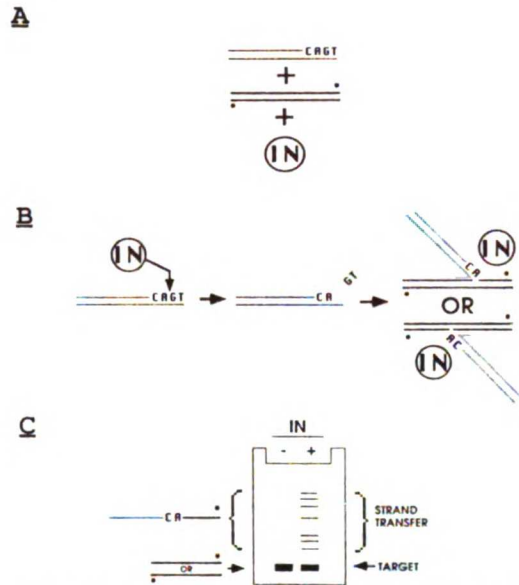 A
CAGT
+
+
IN
B
IN
CAGT
CA
GT
CA
IN
OR
AC
IN
C
IN
- +
CA
STRAND
TRANSFER
OR
TARGET